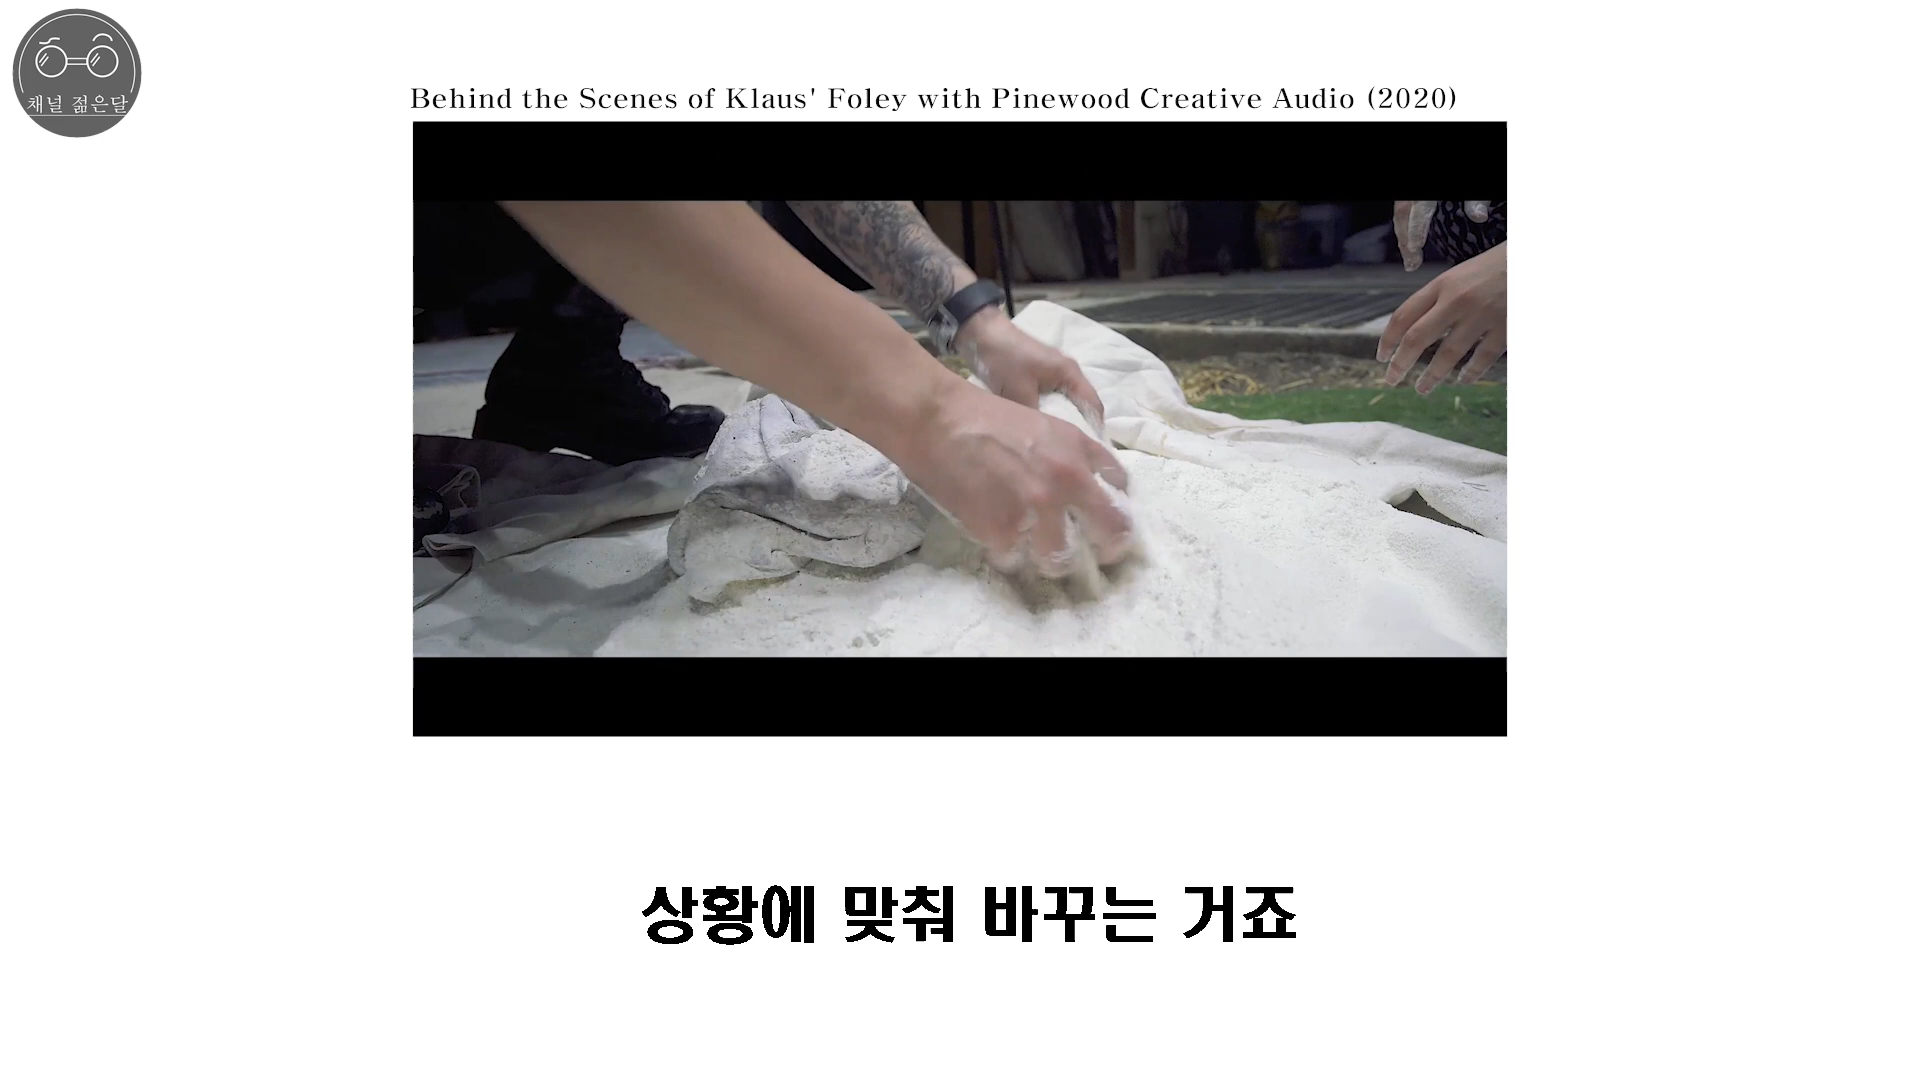 채널 젊은달
Behind the Scenes of Klaus' Foley with Pinewood Creative Audio (2020)
상황에 맞춰 바꾸는 거죠